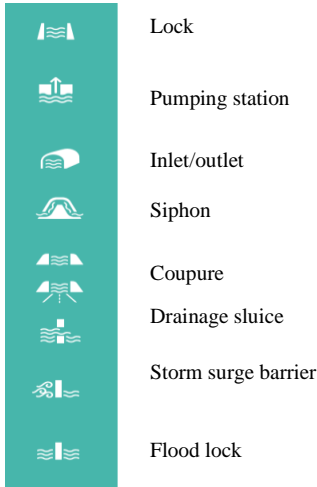 Lock
Pumping station
Inlet/outlet
Siphon
Coupure
Drainage sluice
Storm surge barrier
Flood lock